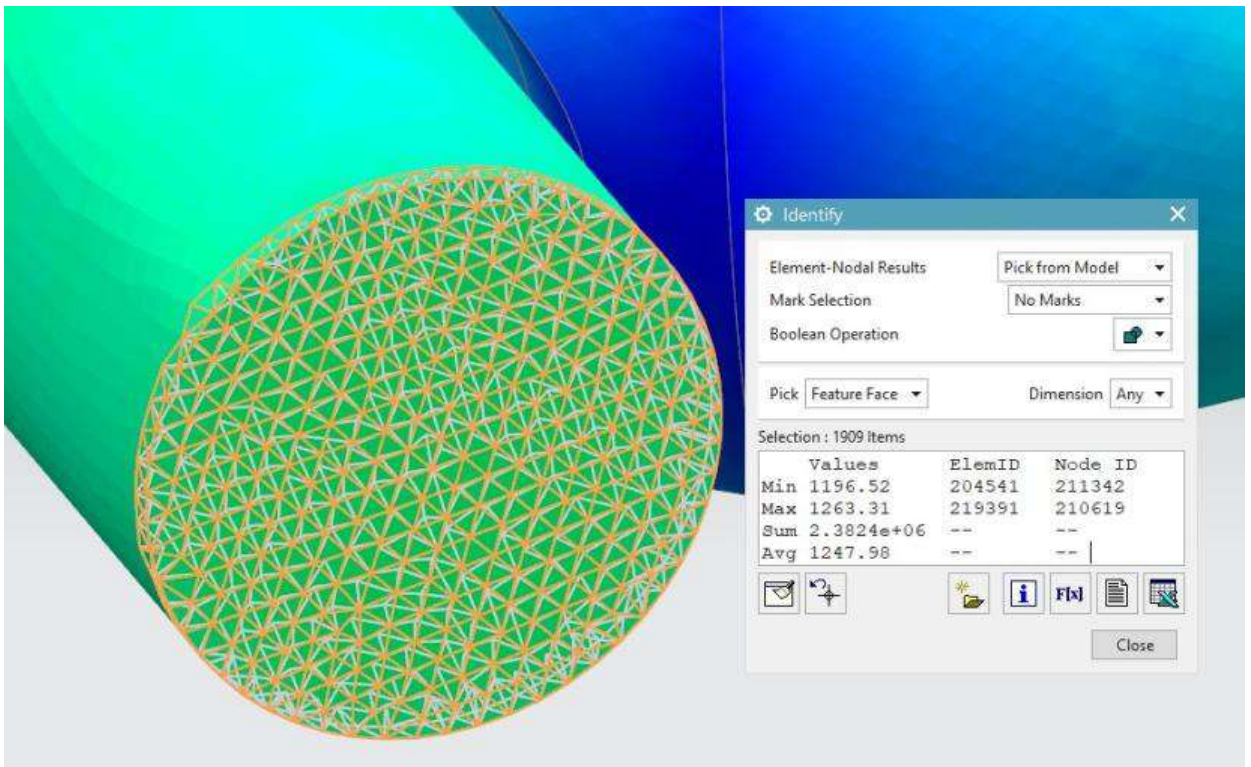 Identify
Element-Nodal Results Pick from Model
Mark Selection No Marks
Boolean Operation
Pick Feature Face Dimension Any
Selection : 1909 Items
Values ElemID Node ID
Min 1196.52 204541 211342
Max 1263.31 219391 210619
Sum 2.3824e+06 -- --
Avg 1247.98 -- --
i F[x]
Close